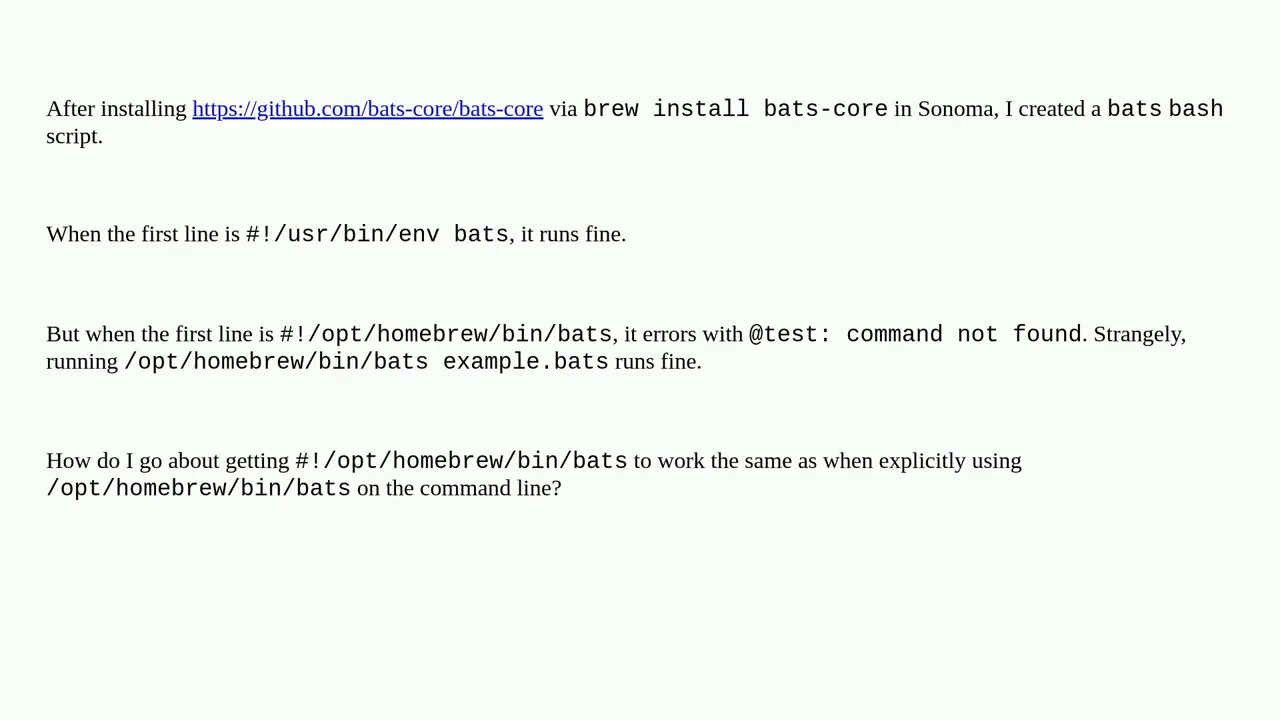 After installing https://github.com/bats-core/bats-core via brew install bats-core in Sonoma, I created a bats bash
script.
When the first line is #!/usr/bin/env bats, it runs fine.
But when the first line is #!/opt/homebrew/bin/bats, it errors with @test: command not found. Strangely,
running /opt/homebrew/bin/bats example.bats runs fine.
How do I go about getting #!/opt/homebrew/bin/bats to work the same as when explicitly using
/opt/homebrew/bin/bats on the command line?